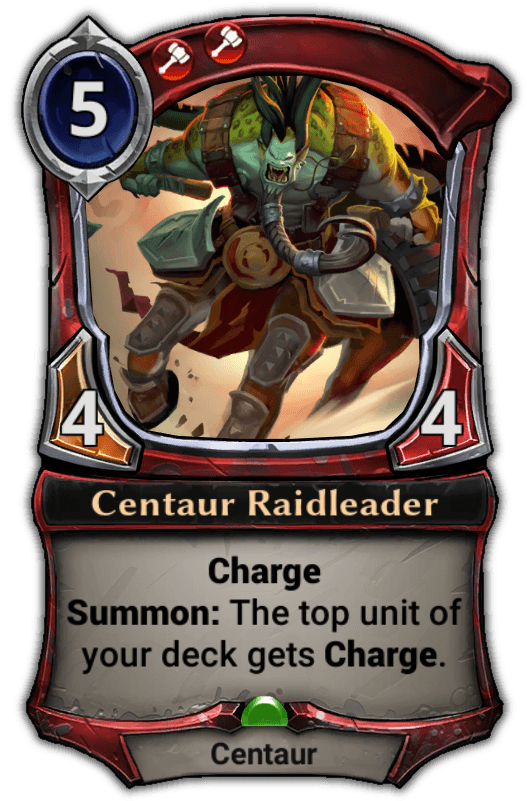 5
4
4
Centaur Raidleader
Charge
Summon: The top unit of
your deck gets Charge.
Centaur